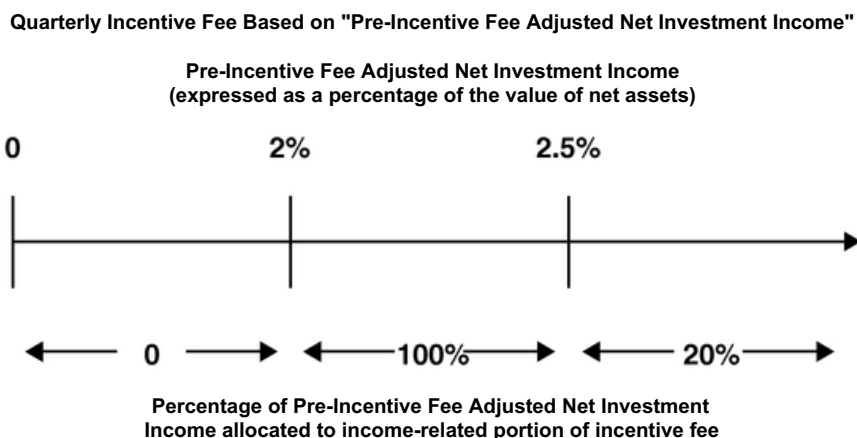 Quarterly Incentive Fee Based on "Pre-Incentive Fee Adjusted Net Investment Income"
Pre-Incentive Fee Adjusted Net Investment Income
(expressed as a percentage of the value of net assets)
0 2% 2.5%
0 100% 20%
Percentage of Pre-Incentive Fee Adjusted Net Investment
Income allocated to income-related portion of incentive fee